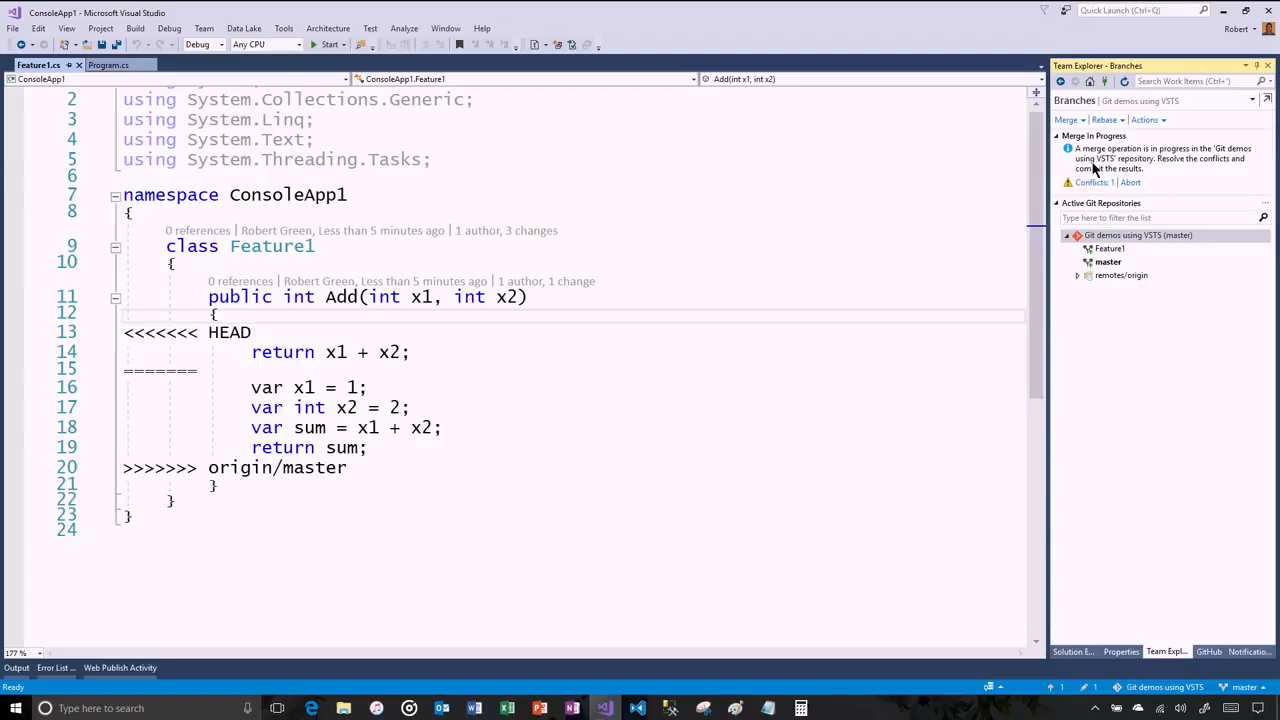 ConsoleApp1 - Microsoft Visual Studio
Quick Launch (Ctrl+Q)
File Edit View Project Build Debug Team Data Lake Tools Architecture Test Analyze Window Help
Robert Green
Debug Any CPU Start
Feature1.cs Program.cs
ConsoleApp1 ConsoleApp1.Feature1 Add(int x1, int x2)
2 using System.Collections.Generic;
3 using System.Linq;
4 using System.Text;
5 using System.Threading.Tasks;
6
7 namespace ConsoleApp1
8 {
0 references | Robert Green, Less than 5 minutes ago | 1 author, 3 changes
9 class Feature1
10 {
0 references | Robert Green, Less than 5 minutes ago | 1 author, 1 change
11 public int Add(int x1, int x2)
12 {
13 <<<<<<< HEAD
14 return x1 + x2;
15 =======
16 var x1 = 1;
17 var int x2 = 2;
18 var sum = x1 + x2;
19 return sum;
20 >>>>>>> origin/master
21 }
22 }
23 }
24
177 %
Team Explorer - Branches
Search Work Items (Ctrl+')
Branches | Git demos using VSTS
Merge Rebase Actions
Merge In Progress
A merge operation is in progress in the 'Git demos
using VSTS' repository. Resolve the conflicts and
commit the results.
Conflicts: 1 | Abort
Active Git Repositories ...
Type here to filter the list
Git demos using VSTS (master)
Feature1
master
remotes/origin
Solution E... Properties Team Expl... GitHub Notificatio...
Output Error List ... Web Publish Activity
Ready 1 1 Git demos using VSTS master
Type here to search